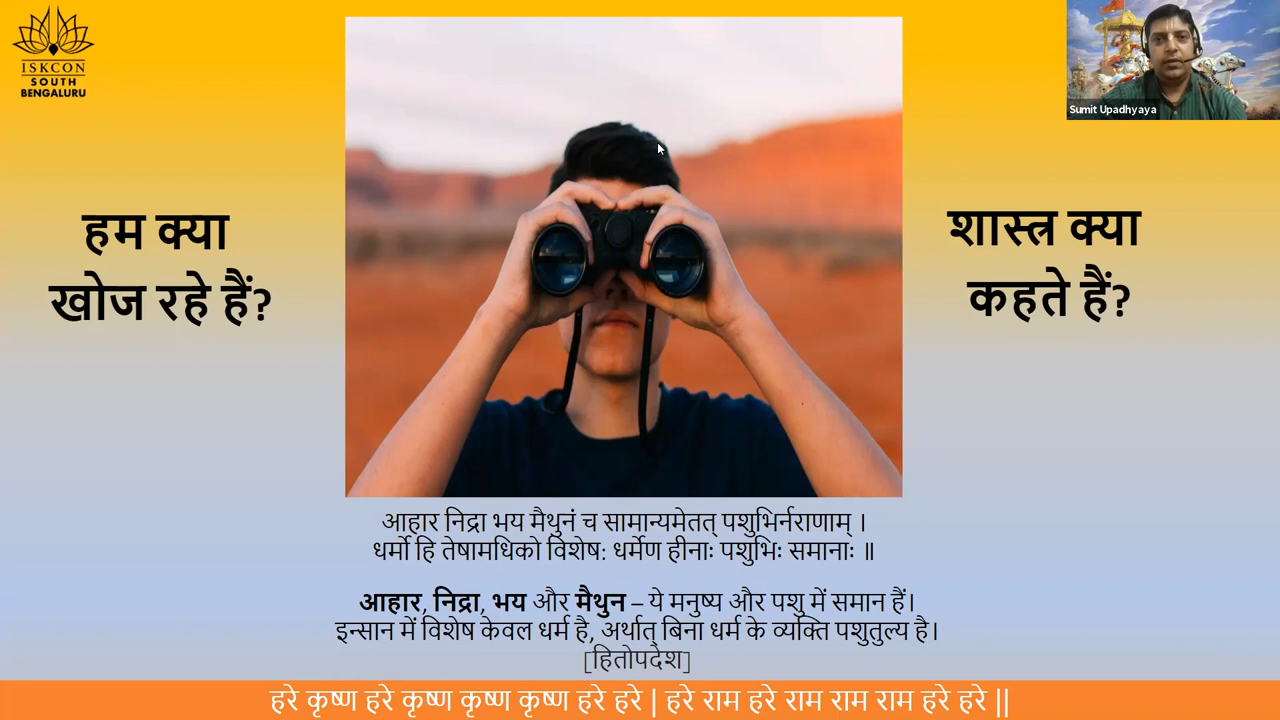 ISKCON
SOUTH
BENGALURU
Sumit Upadhyaya
हम क्या
खोज रहे हैं?
शास्त्र क्या
कहते हैं?
आहार निद्रा भय मैथुनं च सामान्यमेतत् पशुभिर्नराणाम् ।
धर्मो हि तेषामधिको विशेष: धर्मेण हीनाः पशुभिः समानाः ॥
आहार, निद्रा, भय और मैथुन – ये मनुष्य और पशु में समान हैं।
इन्सान में विशेष केवल धर्म है, अर्थात् बिना धर्म के व्यक्ति पशुतुल्य है।
[हितोपदेश]
हरे कृष्ण हरे कृष्ण कृष्ण कृष्ण हरे हरे | हरे राम हरे राम राम राम हरे हरे ||